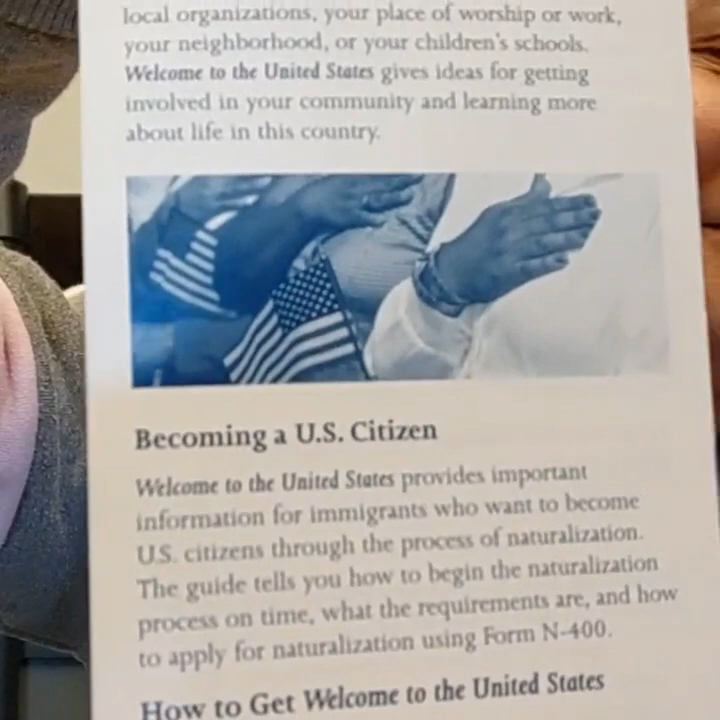 local organizations, your place of worship or work,
your neighborhood, or your children's schools.
Welcome to the United States gives ideas for getting
involved in your community and learning more
about life in this country.
Becoming a U.S. Citizen
Welcome to the United States provides important
information for immigrants who want to become
U.S. citizens through the process of naturalization.
The guide tells you how to begin the naturalization
process on time, what the requirements are, and how
to apply for naturalization using Form N-400.
How to Get Welcome to the United States